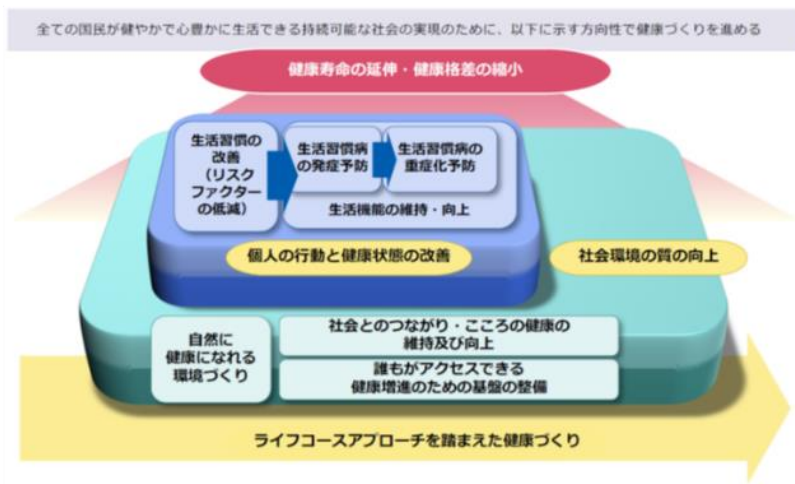 全ての国民が健やかで心豊かに生活できる持続可能な社会の実現のために、以下に示す方向性で健康づくりを進める
健康寿命の延伸・健康格差の縮小
生活習慣の
改善
（リスク
ファクター
の低減）
生活習慣病
の発症予防
生活習慣病の
重症化予防
生活機能の維持・向上
個人の行動と健康状態の改善
社会環境の質の向上
自然に
健康になれる
環境づくり
社会とのつながり・こころの健康の
維持及び向上
誰もがアクセスできる
健康増進のための基盤の整備
ライフコースアプローチを踏まえた健康づくり